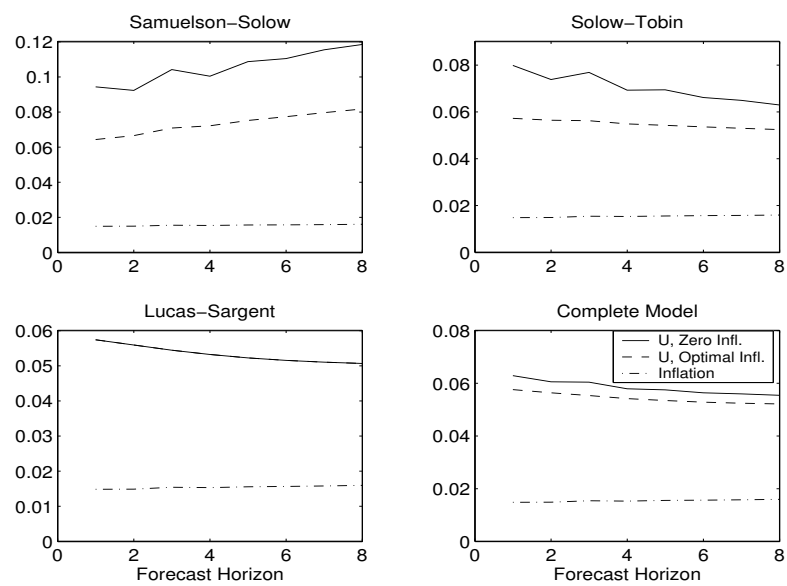 Samuelson−Solow
0.12
0.1
0.08
0.06
0.04
0.02
0
0 2 4 6 8
Solow−Tobin
0.08
0.06
0.04
0.02
0
0 2 4 6 8
Lucas−Sargent
0.06
0.05
0.04
0.03
0.02
0.01
0
0 2 4 6 8
Forecast Horizon
Complete Model
0.08
0.06
0.04
0.02
0
U, Zero Infl.
U, Optimal Infl.
Inflation
0 2 4 6 8
Forecast Horizon